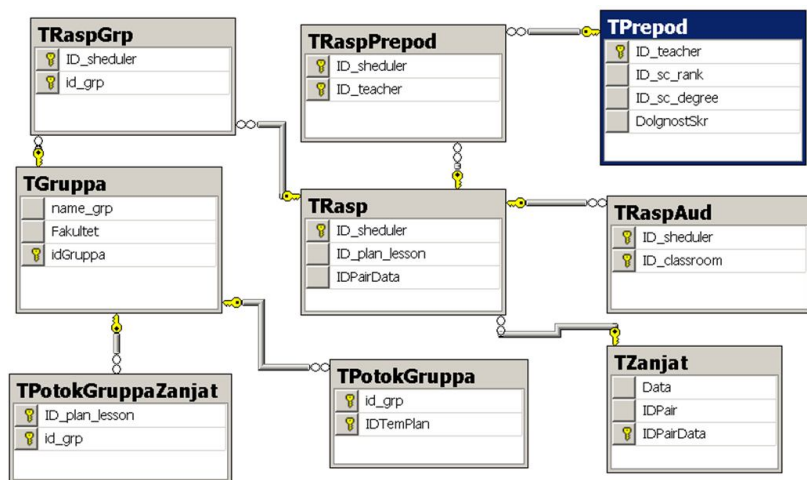 TRaspGrp
ID_sheduler
id_grp
TRaspPrepod
ID_sheduler
ID_teacher
TPrepod
ID_teacher
ID_sc_rank
ID_sc_degree
DolgnostSkr
TGruppa
name_grp
Fakultet
idGruppa
TRasp
ID_sheduler
ID_plan_lesson
IDPairData
TRaspAud
ID_sheduler
ID_classroom
TPotokGruppaZanjat
ID_plan_lesson
id_grp
TPotokGruppa
id_grp
IDTemPlan
TZanjat
Data
IDPair
IDPairData